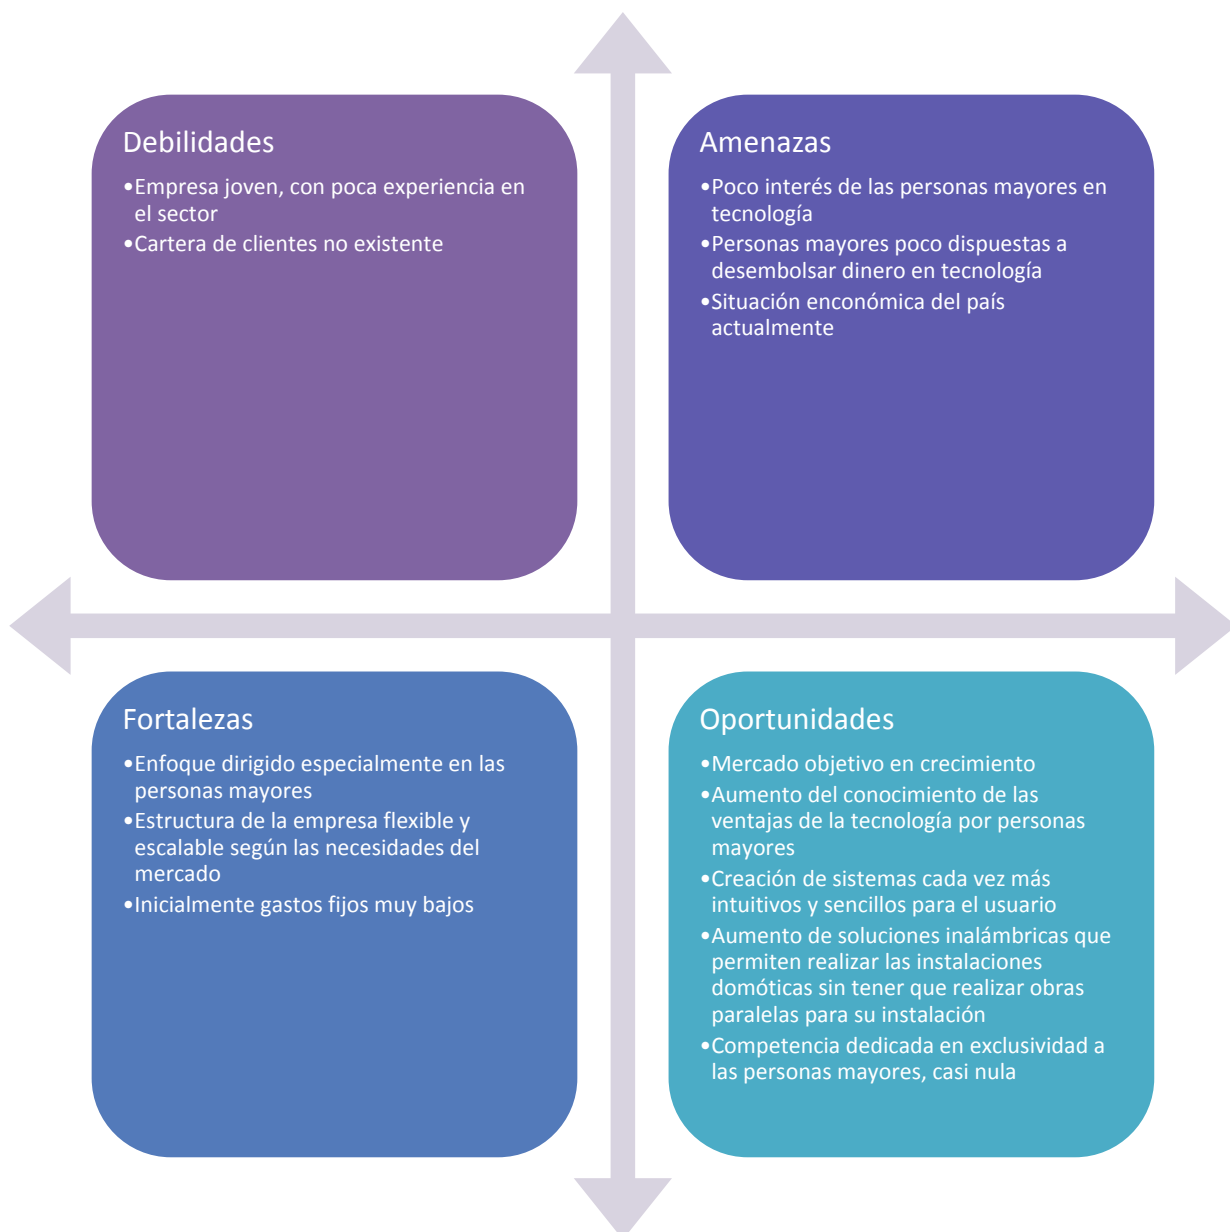 Debilidades
•Empresa joven, con poca experiencia en
el sector
•Cartera de clientes no existente
Amenazas
•Poco interés de las personas mayores en
tecnología
•Personas mayores poco dispuestas a
desembolsar dinero en tecnología
•Situación enconómica del país
actualmente
Fortalezas
•Enfoque dirigido especialmente en las
personas mayores
•Estructura de la empresa flexible y
escalable según las necesidades del
mercado
•Inicialmente gastos fijos muy bajos
Oportunidades
•Mercado objetivo en crecimiento
•Aumento del conocimiento de las
ventajas de la tecnología por personas
mayores
•Creación de sistemas cada vez más
intuitivos y sencillos para el usuario
•Aumento de soluciones inalámbricas que
permiten realizar las instalaciones
domóticas sin tener que realizar obras
paralelas para su instalación
•Competencia dedicada en exclusividad a
las personas mayores, casi nula